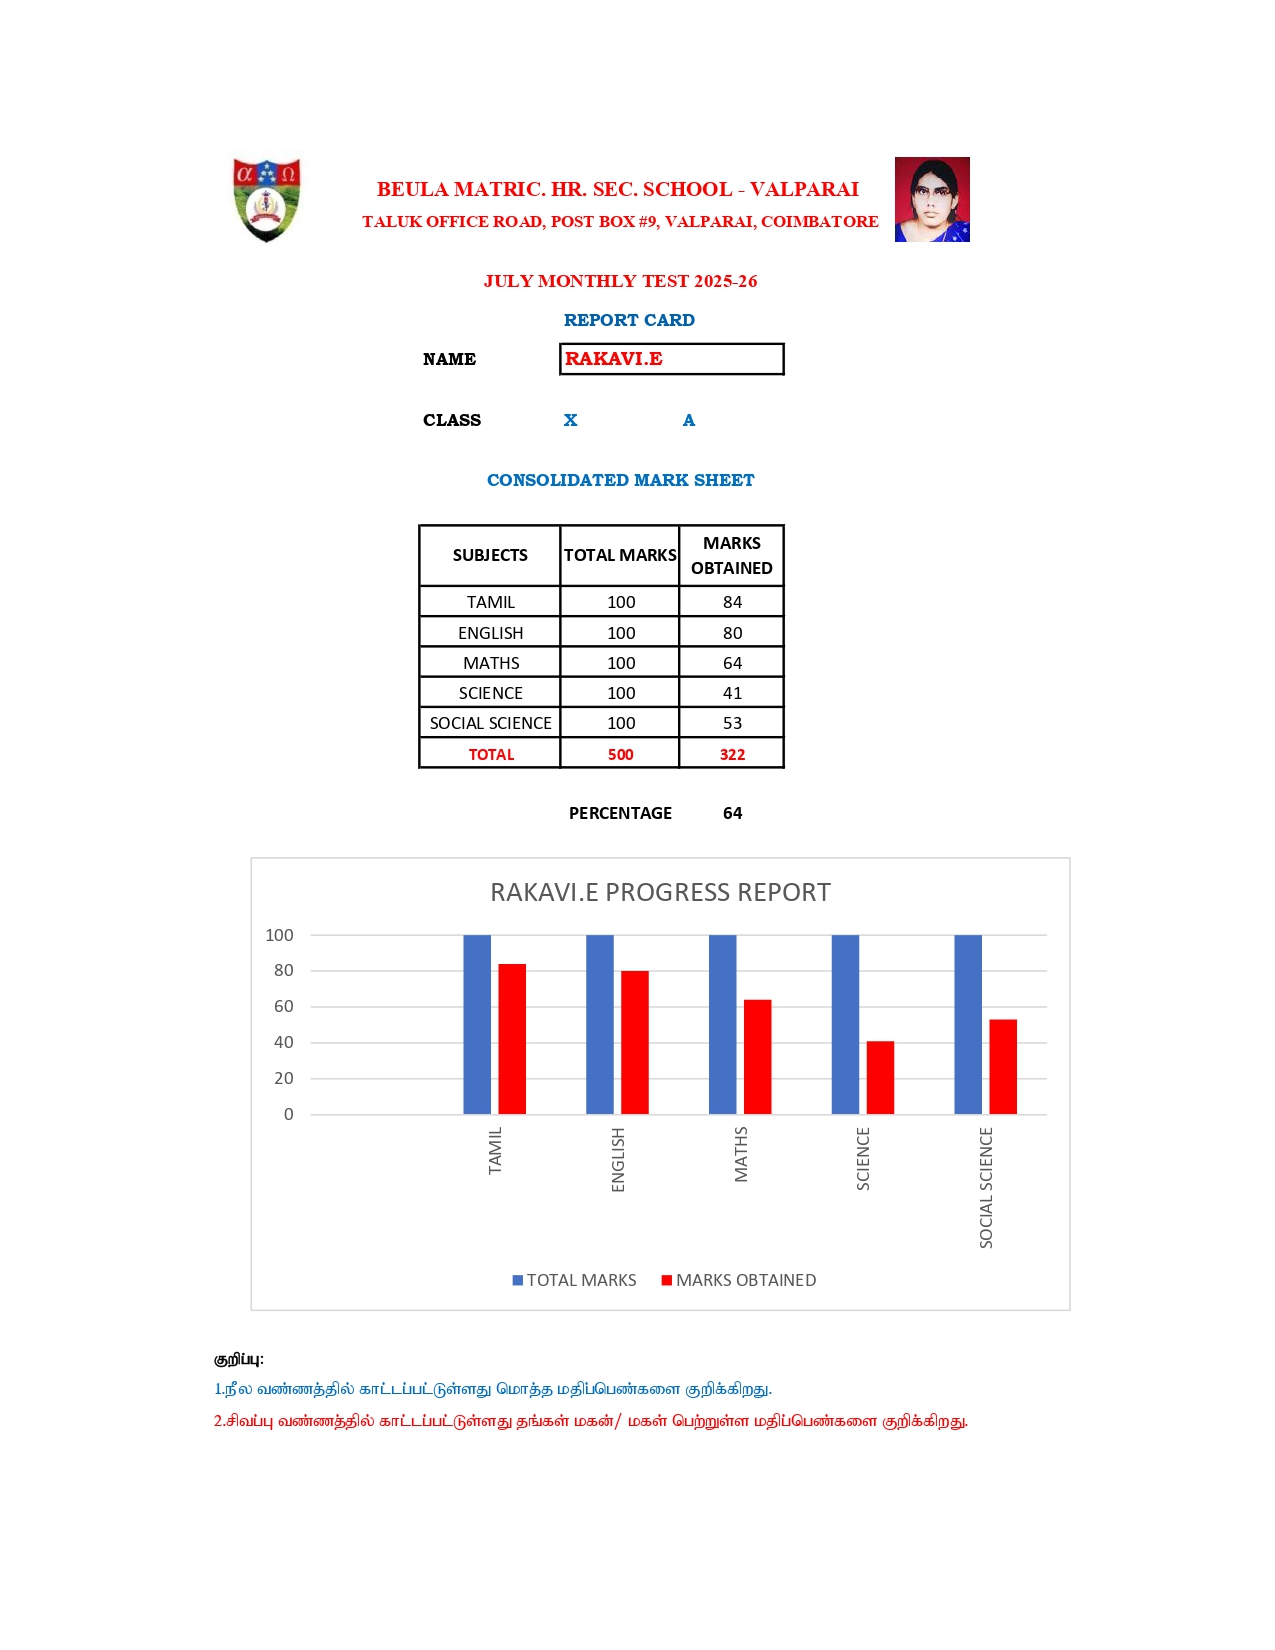 α Ω
BEULA MATRIC. HR. SEC. SCHOOL - VALPARAI
TALUK OFFICE ROAD, POST BOX #9, VALPARAI, COIMBATORE
JULY MONTHLY TEST 2025-26
REPORT CARD
NAME RAKAVI.E
CLASS X A
CONSOLIDATED MARK SHEET
SUBJECTS TOTAL MARKS MARKS OBTAINED
TAMIL 100 84
ENGLISH 100 80
MATHS 100 64
SCIENCE 100 41
SOCIAL SCIENCE 100 53
TOTAL 500 322
PERCENTAGE 64
RAKAVI.E PROGRESS REPORT
100
80
60
40
20
0
TAMIL ENGLISH MATHS SCIENCE SOCIAL SCIENCE
TOTAL MARKS MARKS OBTAINED
குறிப்பு:
1.நீல வண்ணத்தில் காட்டப்பட்டுள்ளது மொத்த மதிப்பெண்களை குறிக்கிறது.
2.சிவப்பு வண்ணத்தில் காட்டப்பட்டுள்ளது தங்கள் மகன்/ மகள் பெற்றுள்ள மதிப்பெண்களை குறிக்கிறது.